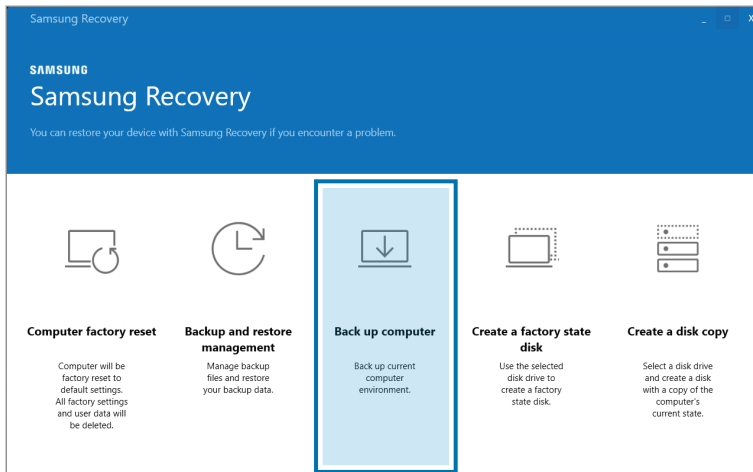 Samsung Recovery
SAMSUNG
Samsung Recovery
You can restore your device with Samsung Recovery if you encounter a problem.
Computer factory reset
Computer will be
factory reset to
default settings.
All factory settings
and user data will
be deleted.
Backup and restore
management
Manage backup
files and restore
your backup data.
Back up computer
Back up current
computer
environment.
Create a factory state
disk
Use the selected
disk drive to
create a factory
state disk.
Create a disk copy
Select a disk drive
and create a disk
with a copy of the
computer's
current state.